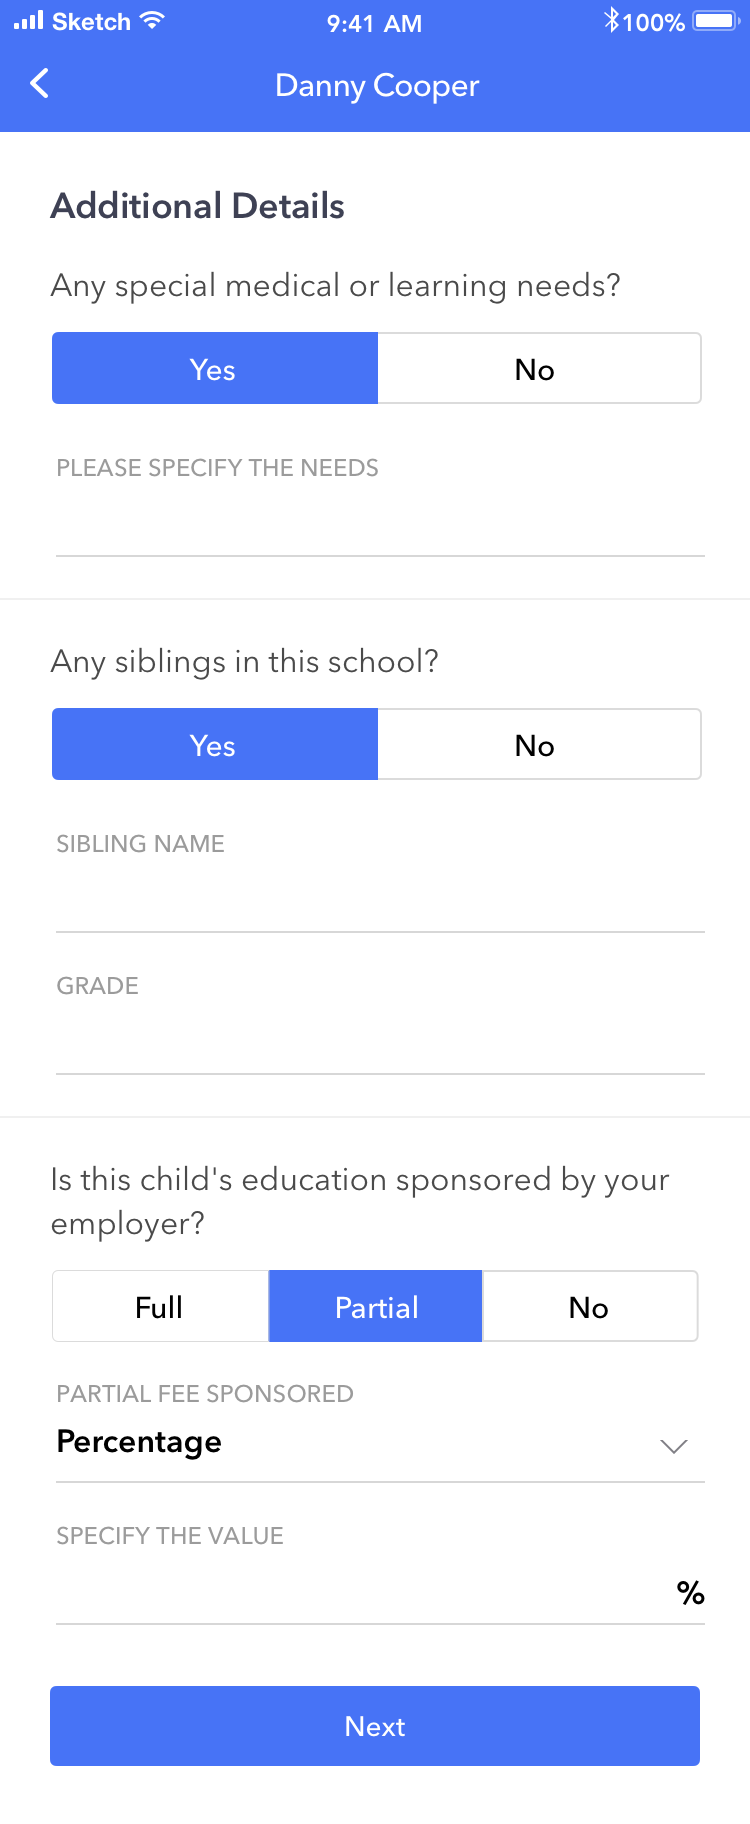 Sketch 9:41 AM 100%
Danny Cooper
Additional Details
Any special medical or learning needs?
Yes No
PLEASE SPECIFY THE NEEDS
Any siblings in this school?
Yes No
SIBLING NAME
GRADE
Is this child's education sponsored by your
employer?
Full Partial No
PARTIAL FEE SPONSORED
Percentage
SPECIFY THE VALUE
%
Next